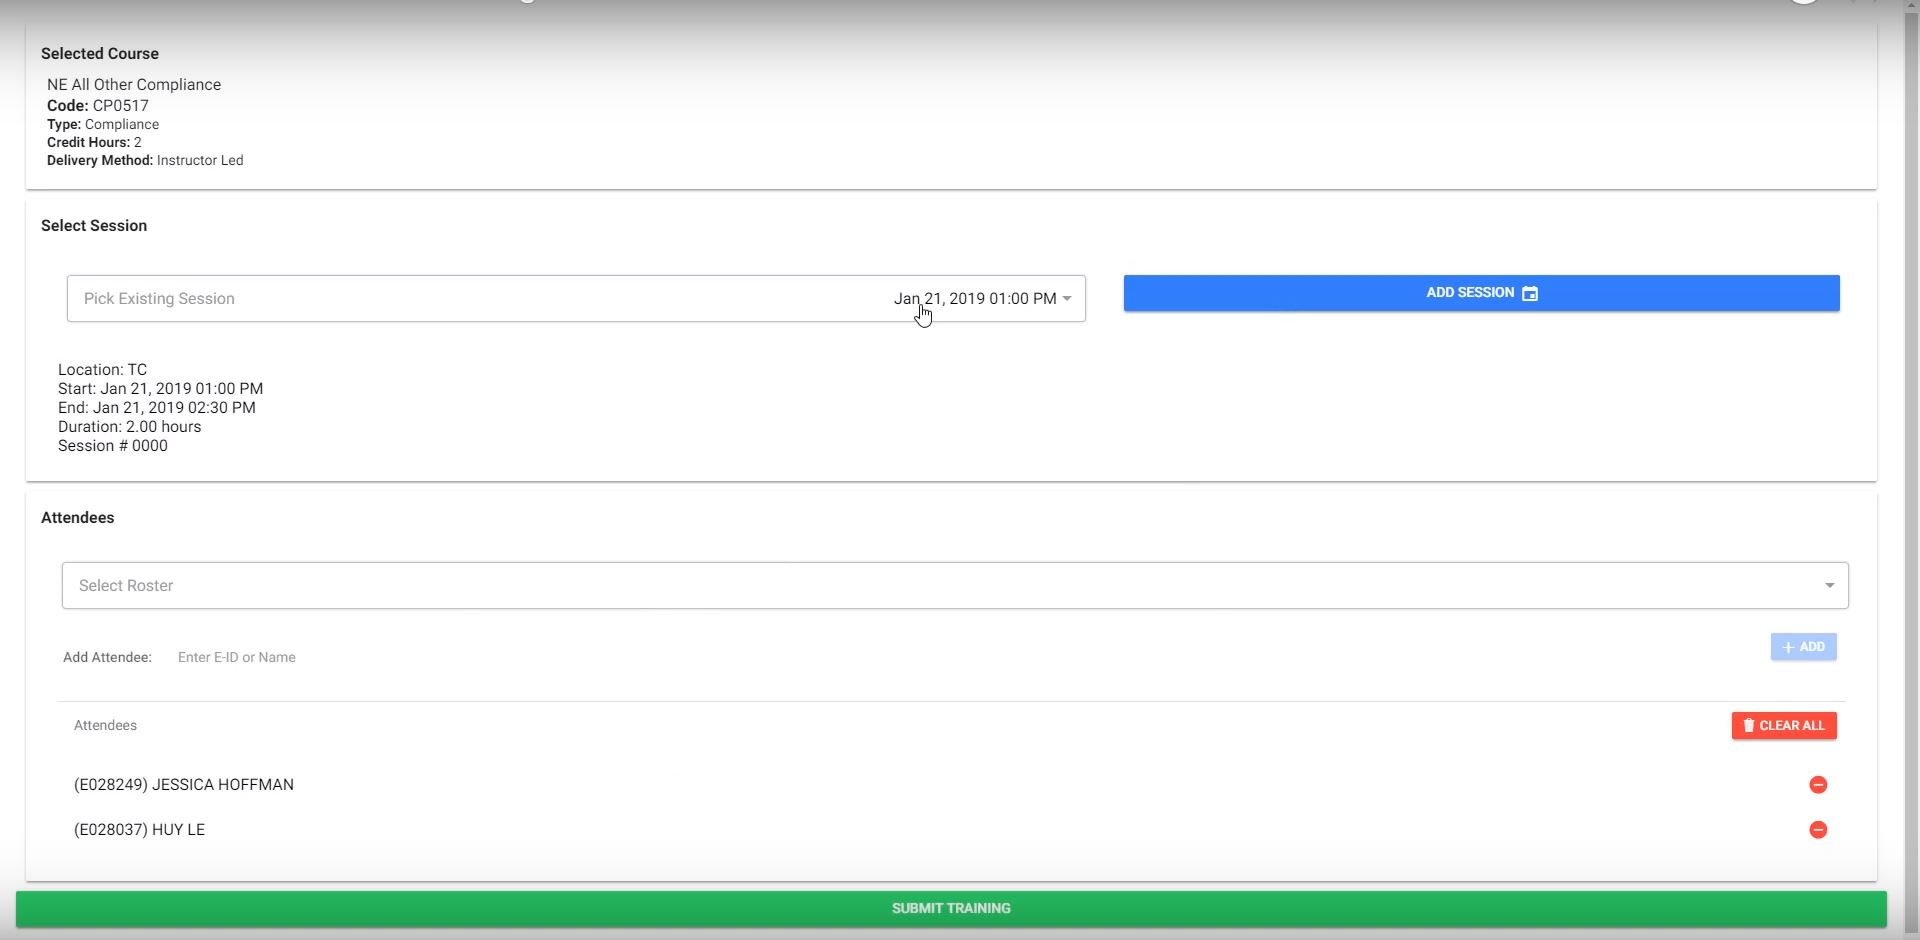 Selected Course
NE All Other Compliance
Code: CP0517
Type: Compliance
Credit Hours: 2
Delivery Method: Instructor Led
Select Session
Pick Existing Session Jan 21, 2019 01:00 PM
ADD SESSION
Location: TC
Start: Jan 21, 2019 01:00 PM
End: Jan 21, 2019 02:30 PM
Duration: 2.00 hours
Session # 0000
Attendees
Select Roster
Add Attendee: Enter E-ID or Name
+ ADD
Attendees
CLEAR ALL
(E028249) JESSICA HOFFMAN
(E028037) HUY LE
SUBMIT TRAINING